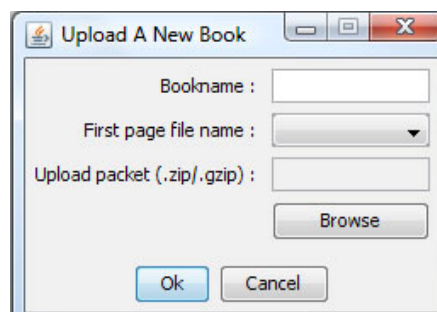 Upload A New Book
Bookname :
First page file name :
Upload packet (.zip/.gzip) :
Browse
Ok Cancel